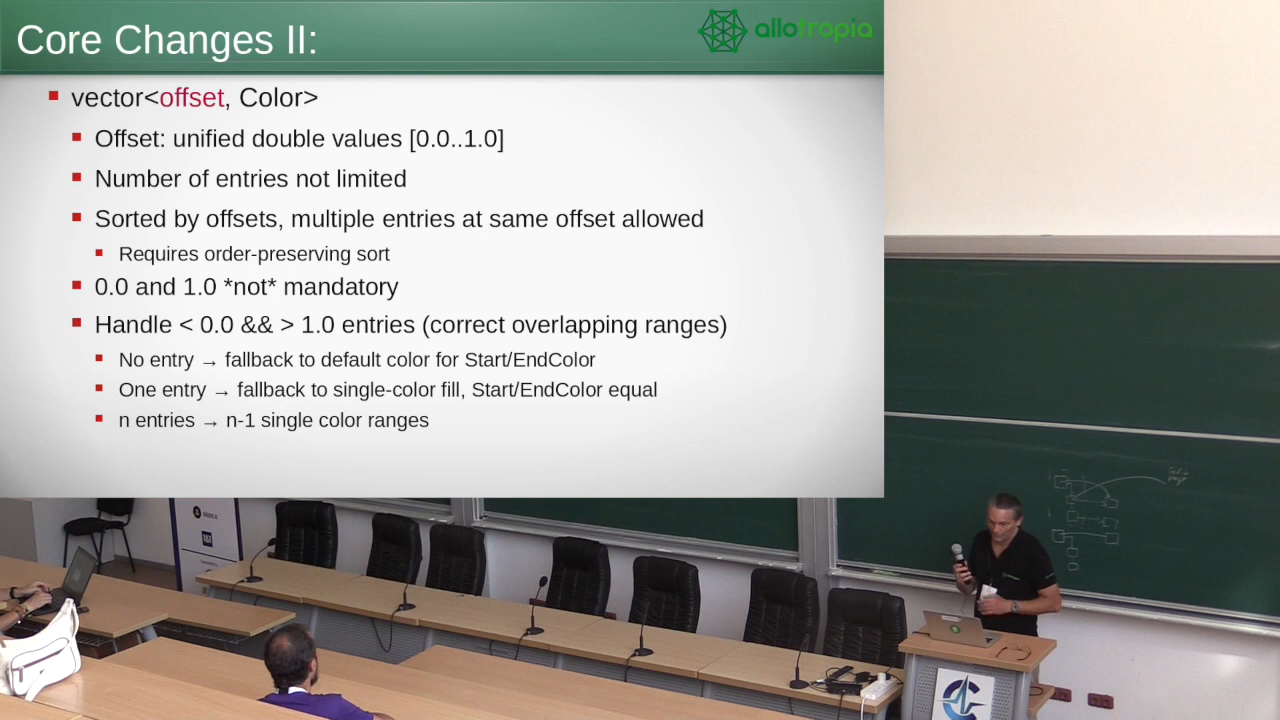 Core Changes II:
allotropia
vector<offset, Color>
Offset: unified double values [0.0..1.0]
Number of entries not limited
Sorted by offsets, multiple entries at same offset allowed
Requires order-preserving sort
0.0 and 1.0 *not* mandatory
Handle < 0.0 && > 1.0 entries (correct overlapping ranges)
No entry → fallback to default color for Start/EndColor
One entry → fallback to single-color fill, Start/EndColor equal
n entries → n-1 single color ranges